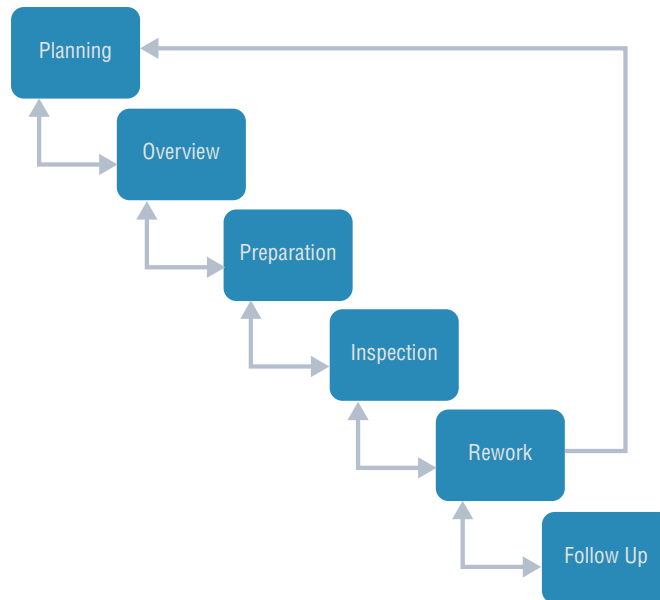 Planning
Overview
Preparation
Inspection
Rework
Follow Up